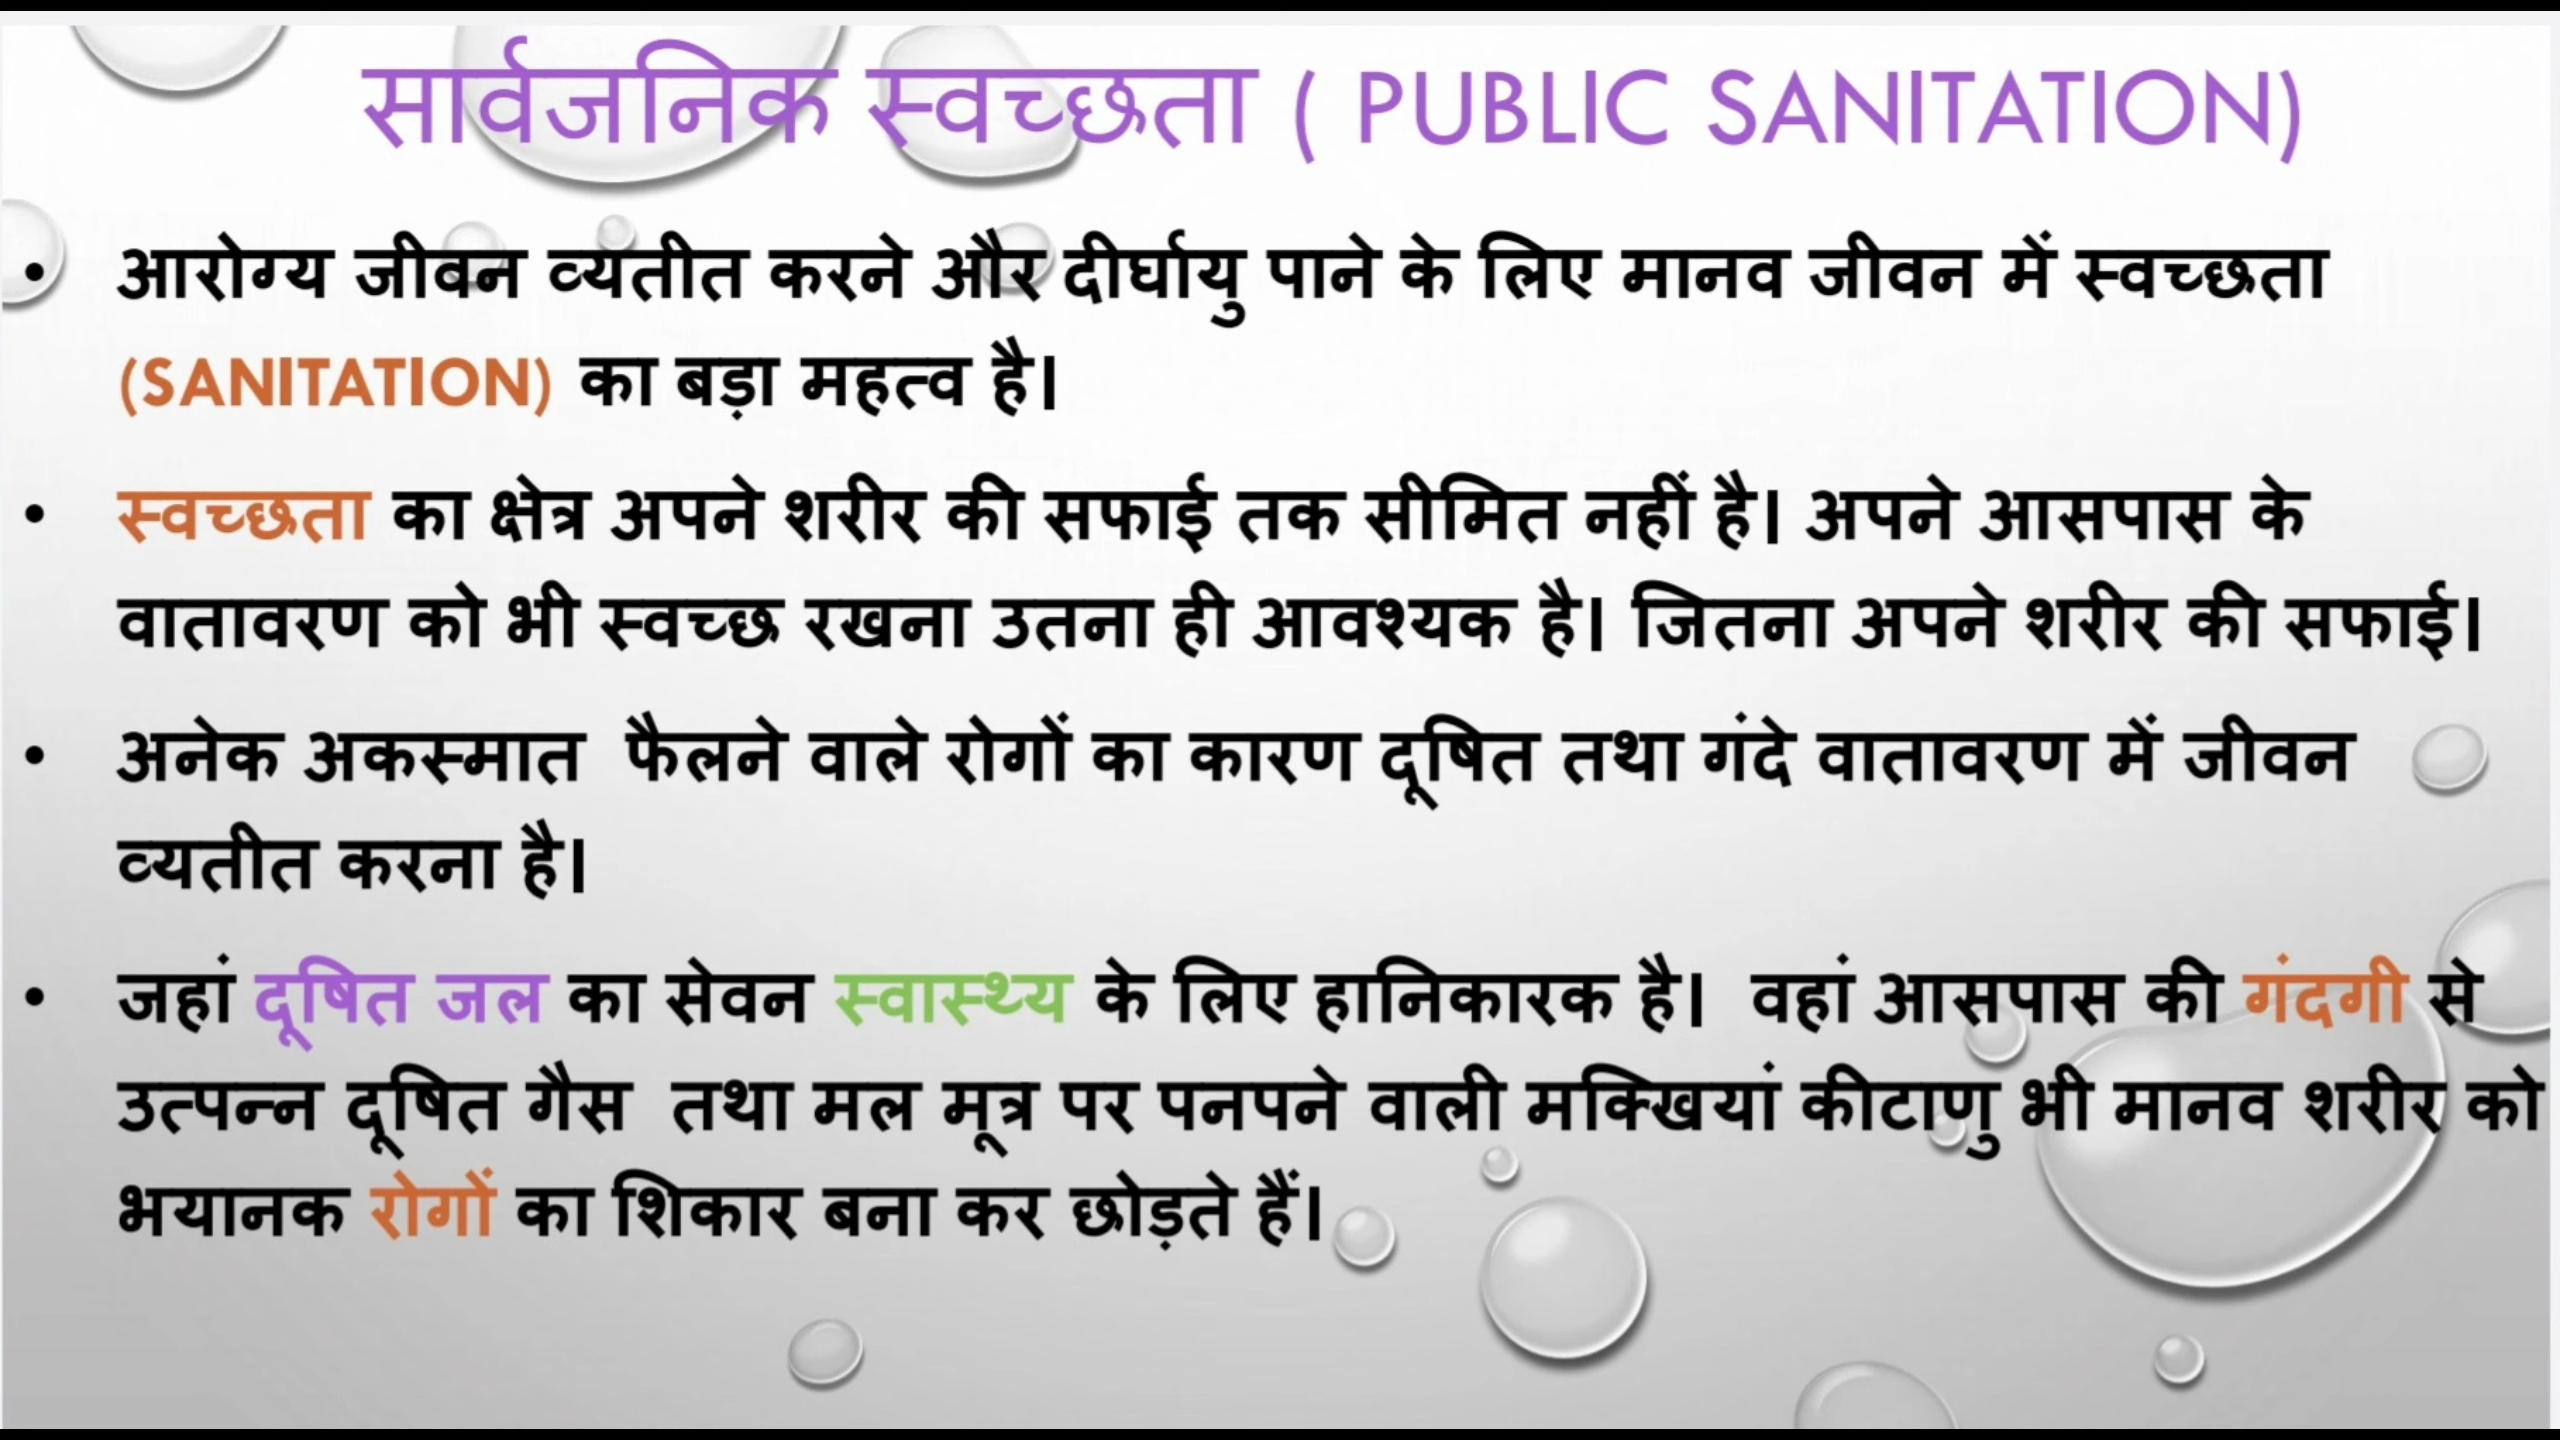 सार्वजनिक स्वच्छता ( PUBLIC SANITATION)
• आरोग्य जीवन व्यतीत करने और दीर्घायु पाने के लिए मानव जीवन में स्वच्छता
(SANITATION) का बड़ा महत्व है।
• स्वच्छता का क्षेत्र अपने शरीर की सफाई तक सीमित नहीं है। अपने आसपास के
वातावरण को भी स्वच्छ रखना उतना ही आवश्यक है। जितना अपने शरीर की सफाई।
• अनेक अकस्मात फैलने वाले रोगों का कारण दूषित तथा गंदे वातावरण में जीवन
व्यतीत करना है।
• जहां दूषित जल का सेवन स्वास्थ्य के लिए हानिकारक है। वहां आसपास की गंदगी से
उत्पन्न दूषित गैस तथा मल मूत्र पर पनपने वाली मक्खियां कीटाणु भी मानव शरीर को
भयानक रोगों का शिकार बना कर छोड़ते हैं।